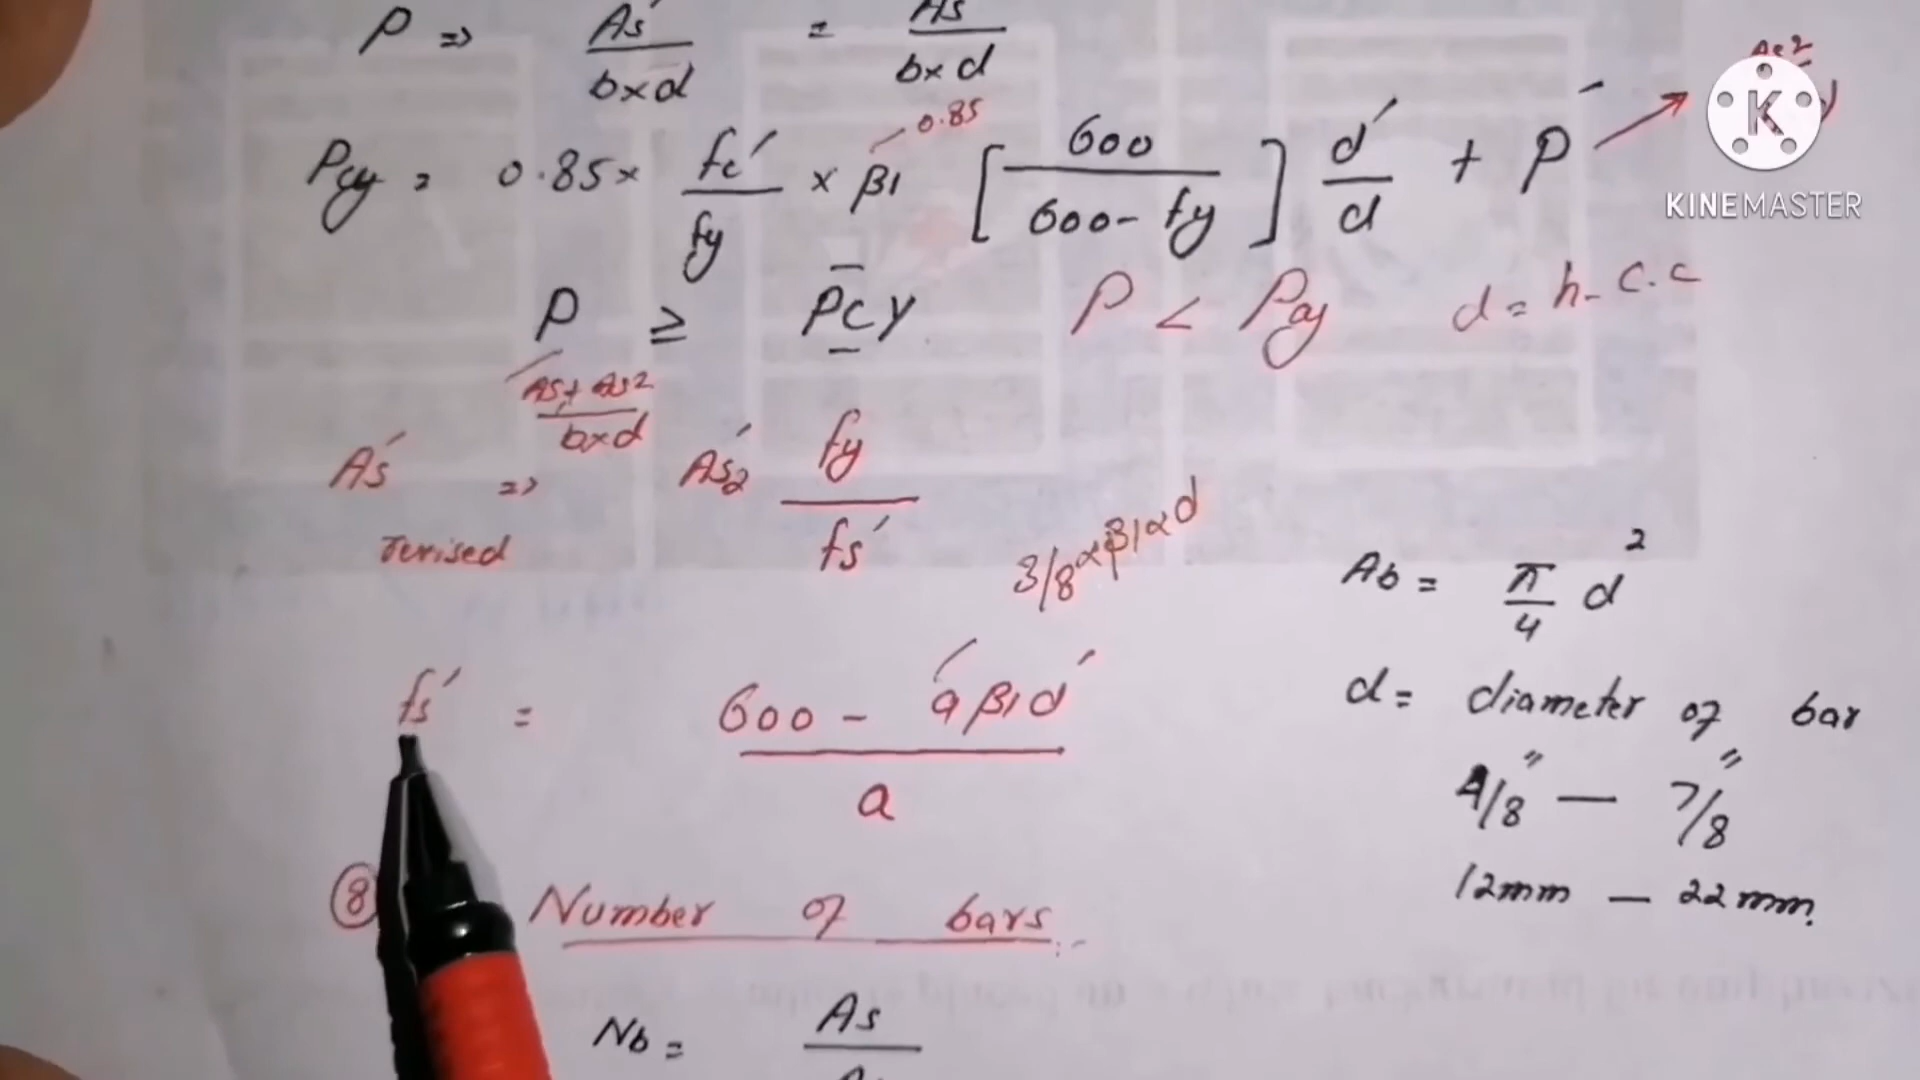 ρ => As' / b×d = As / b×d
ρcy = 0.85 × fc' / fy × β1 [ 600 / 600 - fy ] d' / d + ρ'
0.85
K
KINEMASTER
ρ ≥ ρcy ρ < ρcy d = h - c.c
As1 + As2 / b×d
As' => As2' fy / fs'
revised
3/8 × β1 × d
Ab = π/4 d²
fs' = 600 - a β1 d' / a
d = diameter of bar
4/8" — 7/8"
12mm — 22mm.
8 Number of bars :-
Nb = As